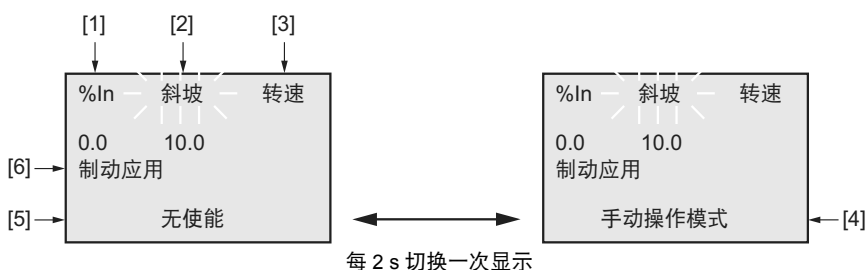 [1] [2] [3]
%In 斜坡 转速
0.0 10.0
[6] 制动应用
[5] 无使能
%In 斜坡 转速
0.0 10.0
制动应用
手动操作模式 [4]
每 2 s 切换一次显示